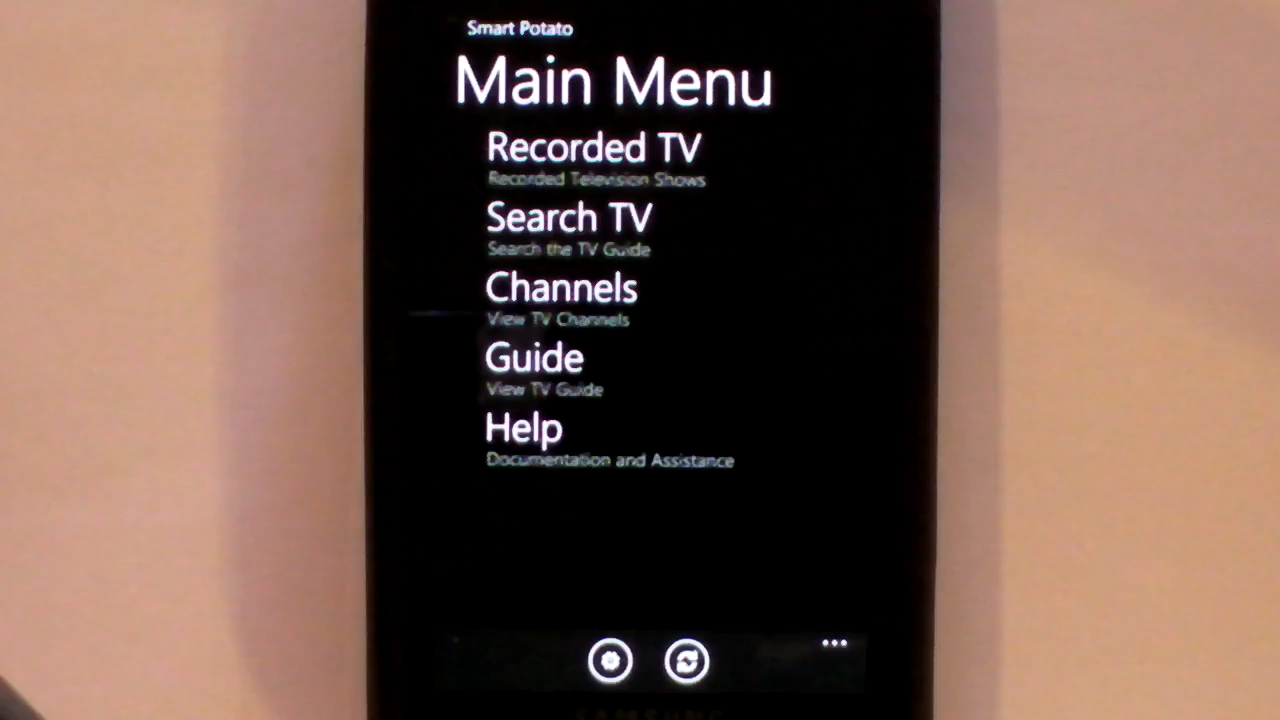 Smart Potato
Main Menu
Recorded TV
Recorded Television Shows
Search TV
Search the TV Guide
Channels
View TV Channels
Guide
View TV Guide
Help
Documentation and Assistance
SAMSUNG